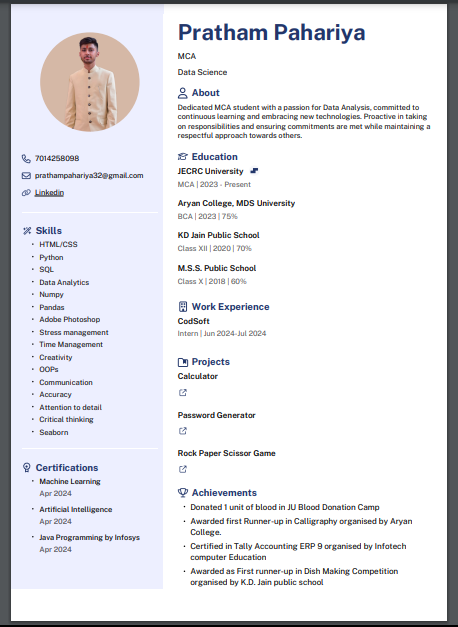 Pratham Pahariya
MCA
Data Science
About
Dedicated MCA student with a passion for Data Analysis, committed to
continuous learning and embracing new technologies. Proactive in taking
on responsibilities and ensuring commitments are met while maintaining a
respectful approach towards others.
Education
JECRC University
MCA | 2023 - Present
Aryan College, MDS University
BCA | 2023 | 75%
KD Jain Public School
Class XII | 2020 | 70%
M.S.S. Public School
Class X | 2018 | 60%
Work Experience
CodSoft
Intern | Jun 2024-Jul 2024
Projects
Calculator
Password Generator
Rock Paper Scissor Game
Achievements
• Donated 1 unit of blood in JU Blood Donation Camp
• Awarded first Runner-up in Calligraphy organised by Aryan
College.
• Certified in Tally Accounting ERP 9 organised by Infotech
computer Education
• Awarded as First runner-up in Dish Making Competition
organised by K.D. Jain public school
7014258098
prathampahariya32@gmail.com
Linkedin
Skills
• HTML/CSS
• Python
• SQL
• Data Analytics
• Numpy
• Pandas
• Adobe Photoshop
• Stress management
• Time Management
• Creativity
• OOPs
• Communication
• Accuracy
• Attention to detail
• Critical thinking
• Seaborn
Certifications
• Machine Learning
Apr 2024
• Artificial Intelligence
Apr 2024
• Java Programming by Infosys
Apr 2024